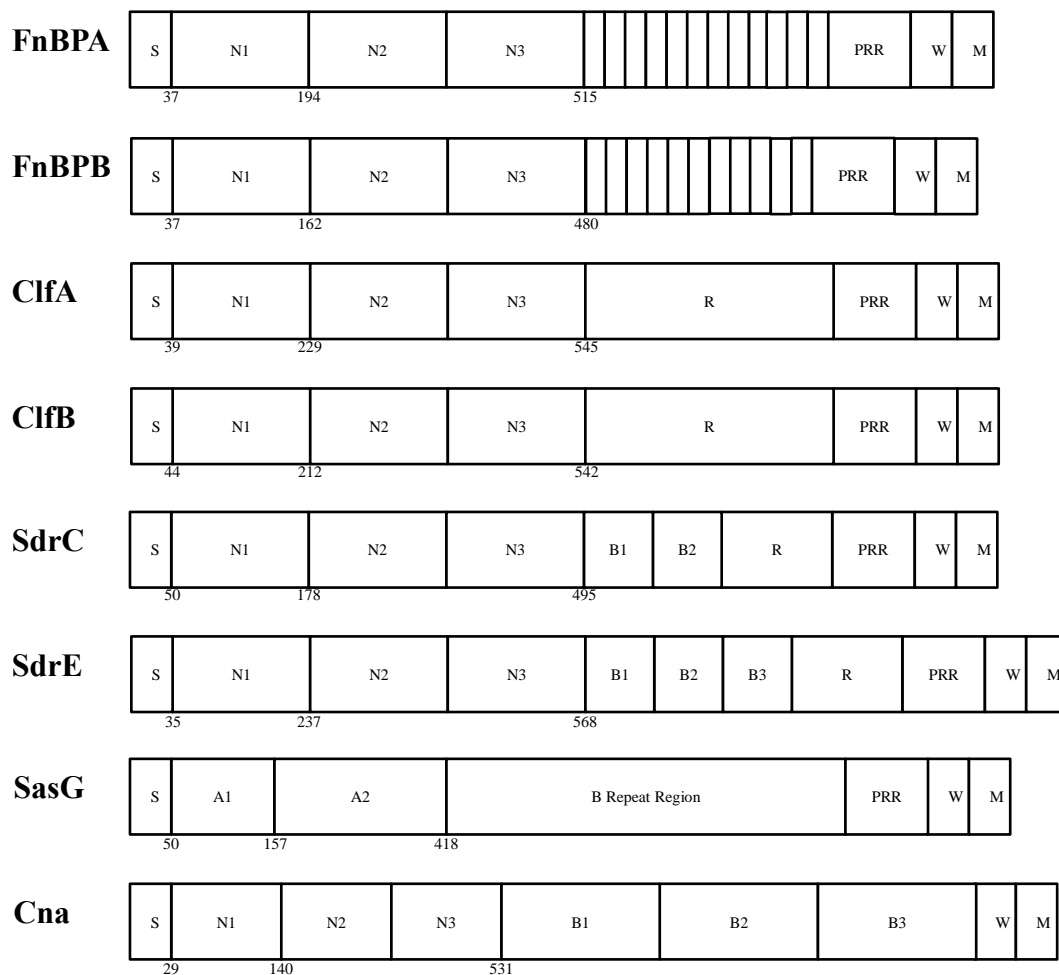 FnBPA
S N1 N2 N3 PRR W M
37 194 515
FnBPB
S N1 N2 N3 PRR W M
37 162 480
ClfA
S N1 N2 N3 R PRR W M
39 229 545
ClfB
S N1 N2 N3 R PRR W M
44 212 542
SdrC
S N1 N2 N3 B1 B2 R PRR W M
50 178 495
SdrE
S N1 N2 N3 B1 B2 B3 R PRR W M
35 237 568
SasG
S A1 A2 B Repeat Region PRR W M
50 157 418
Cna
S N1 N2 N3 B1 B2 B3 W M
29 140 531